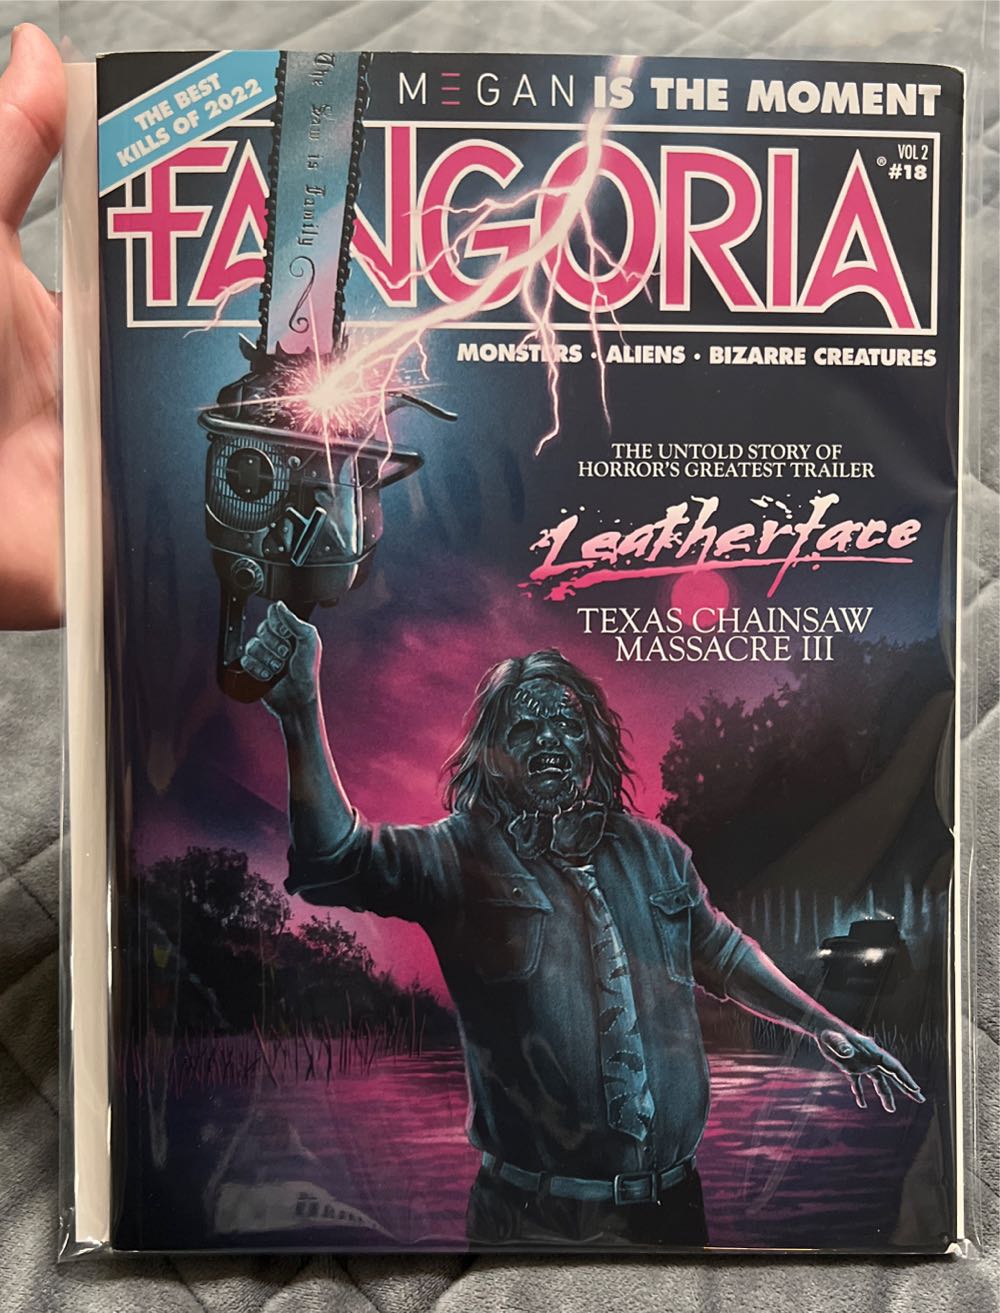 THE BEST
KILLS OF 2022
MEGAN IS THE MOMENT
FANGORIA
®
VOL 2
#18
The Saw is Family
MONSTERS · ALIENS · BIZARRE CREATURES
THE UNTOLD STORY OF
HORROR'S GREATEST TRAILER
Leatherface
TEXAS CHAINSAW
MASSACRE III